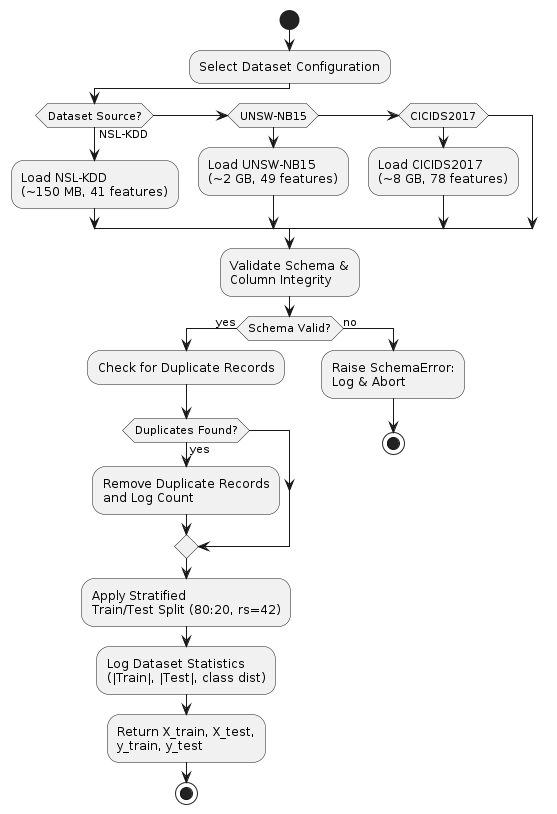 Select Dataset Configuration
Dataset Source?
UNSW-NB15
CICIDS2017
NSL-KDD
Load NSL-KDD
(~150 MB, 41 features)
Load UNSW-NB15
(~2 GB, 49 features)
Load CICIDS2017
(~8 GB, 78 features)
Validate Schema &
Column Integrity
yes
Schema Valid?
no
Check for Duplicate Records
Raise SchemaError:
Log & Abort
Duplicates Found?
yes
Remove Duplicate Records
and Log Count
Apply Stratified
Train/Test Split (80:20, rs=42)
Log Dataset Statistics
(|Train|, |Test|, class dist)
Return X_train, X_test,
y_train, y_test